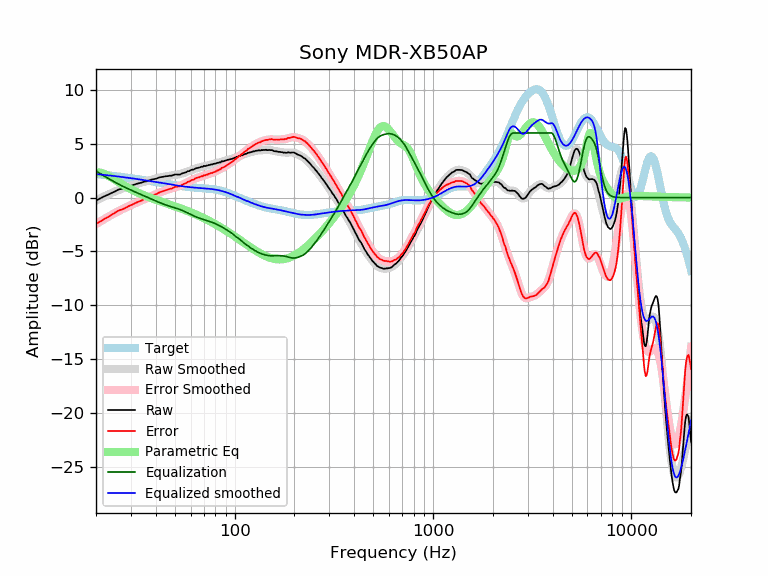 Sony MDR-XB50AP
Amplitude (dBr)
10
5
0
−5
−10
−15
−20
−25
Target
Raw Smoothed
Error Smoothed
Raw
Error
Parametric Eq
Equalization
Equalized smoothed
100 1000 10000
Frequency (Hz)